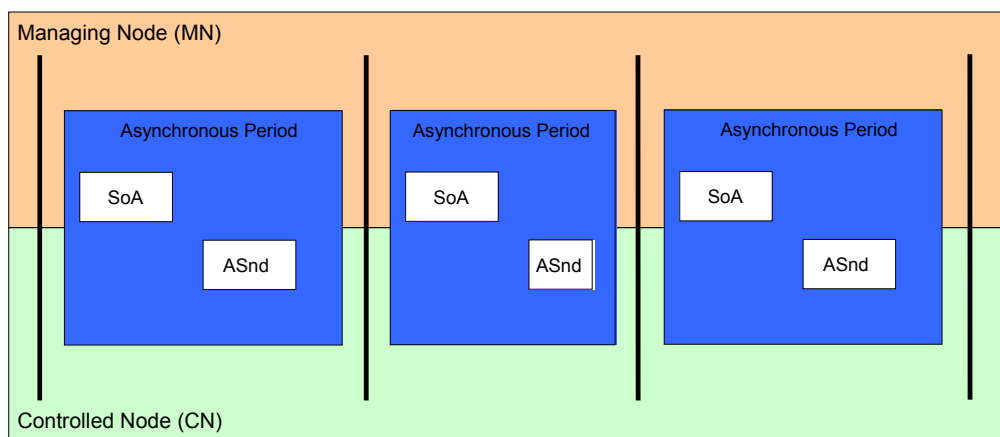 Managing Node (MN)
Asynchronous Period
Asynchronous Period
Asynchronous Period
SoA
SoA
SoA
ASnd
ASnd
ASnd
Controlled Node (CN)